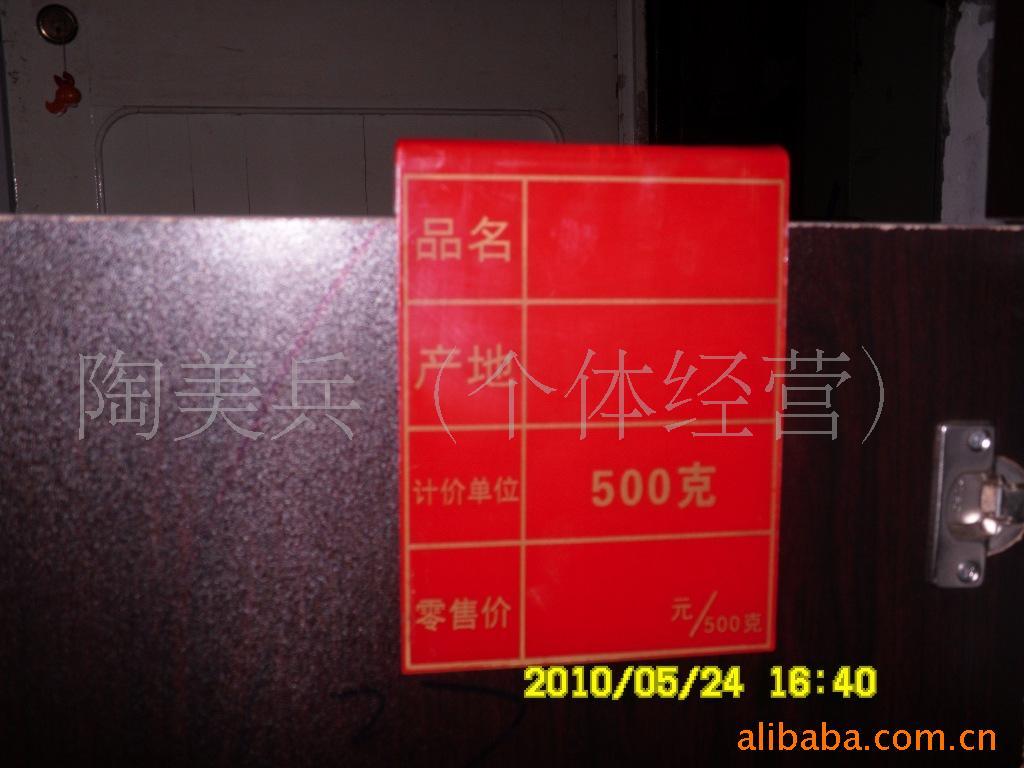 品名
产地
陶美兵（个体经营）
计价单位 500克
零售价 元/500克
2010/05/24 16:40
alibaba.com.cn